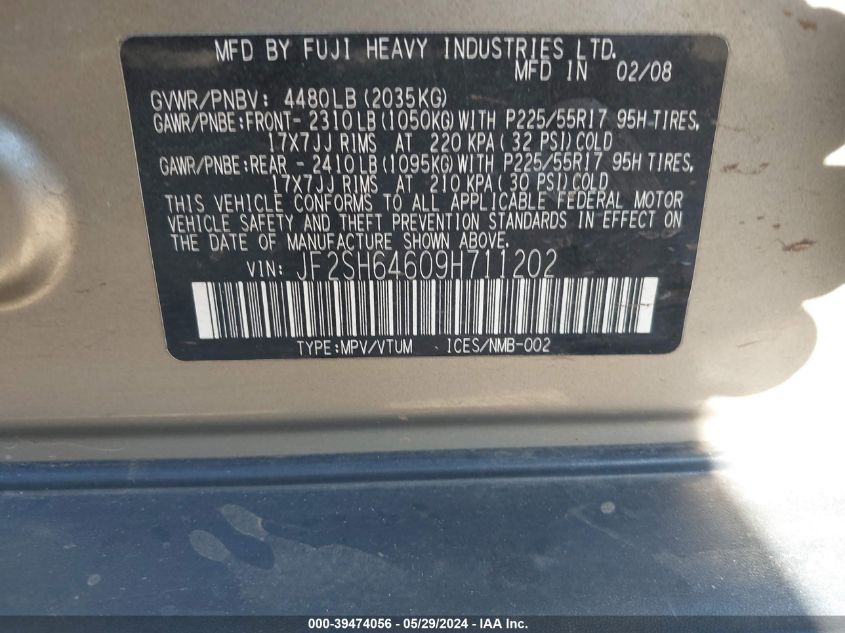 MFD BY FUJI HEAVY INDUSTRIES LTD.
MFD IN 02/08
GVWR/PNBV: 4480LB(2035KG)
GAWR/PNBE:FRONT-2310LB(1050KG)WITH P225/55R17 95H TIRES,
17X7JJ RIMS AT 220 KPA(32 PSI)COLD
GAWR/PNBE:REAR -2410LB(1095KG)WITH P225/55R17 95H TIRES,
17X7JJ RIMS AT 210 KPA(30 PSI)COLD
THIS VEHICLE CONFORMS TO ALL APPLICABLE FEDERAL MOTOR
VEHICLE SAFETY AND THEFT PREVENTION STANDARDS IN EFFECT ON
THE DATE OF MANUFACTURE SHOWN ABOVE.
VIN: JF2SH64609H711202
TYPE:MPV/VTUM ICES/NMB-002
000-39474056 - 05/29/2024 - IAA Inc.